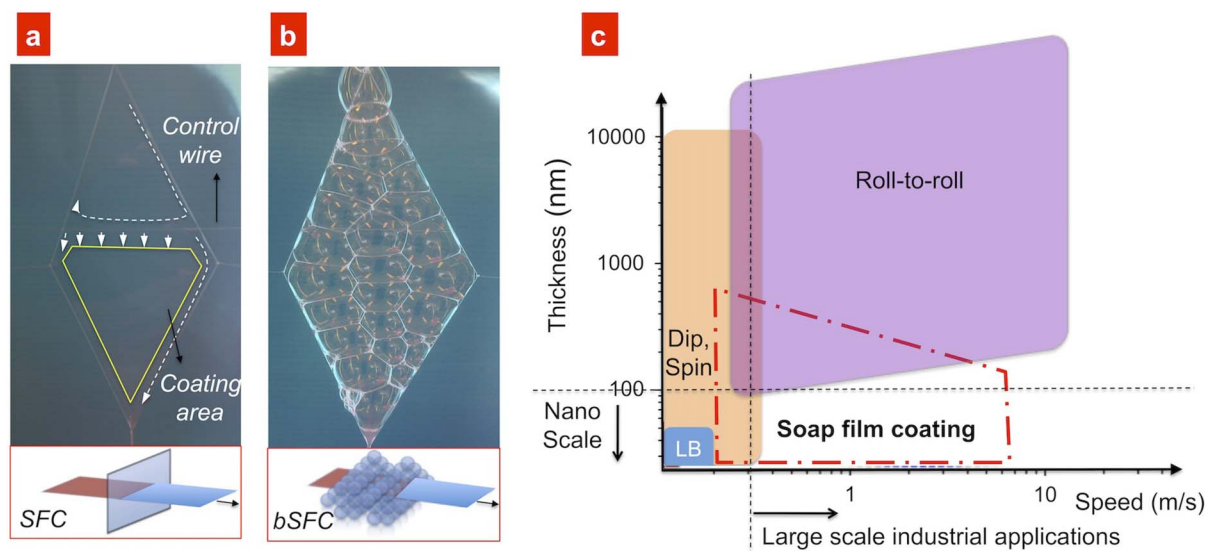 a
Control
wire
Coating
area
SFC
b
bSFC
c
Thickness (nm)
10000
1000
100
Nano
Scale
Roll-to-roll
Dip,
Spin
LB
Soap film coating
1
10
Speed (m/s)
Large scale industrial applications